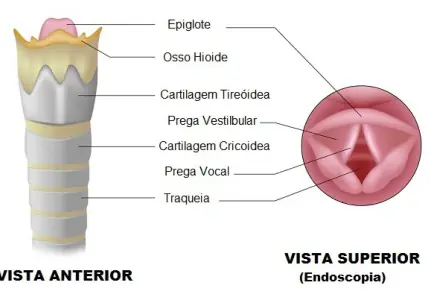 Epiglote
Osso Hioide
Cartilagem Tireóidea
Prega Vestilbular
Cartilagem Cricoidea
Prega Vocal
Traqueia
VISTA ANTERIOR
VISTA SUPERIOR
(Endoscopia)